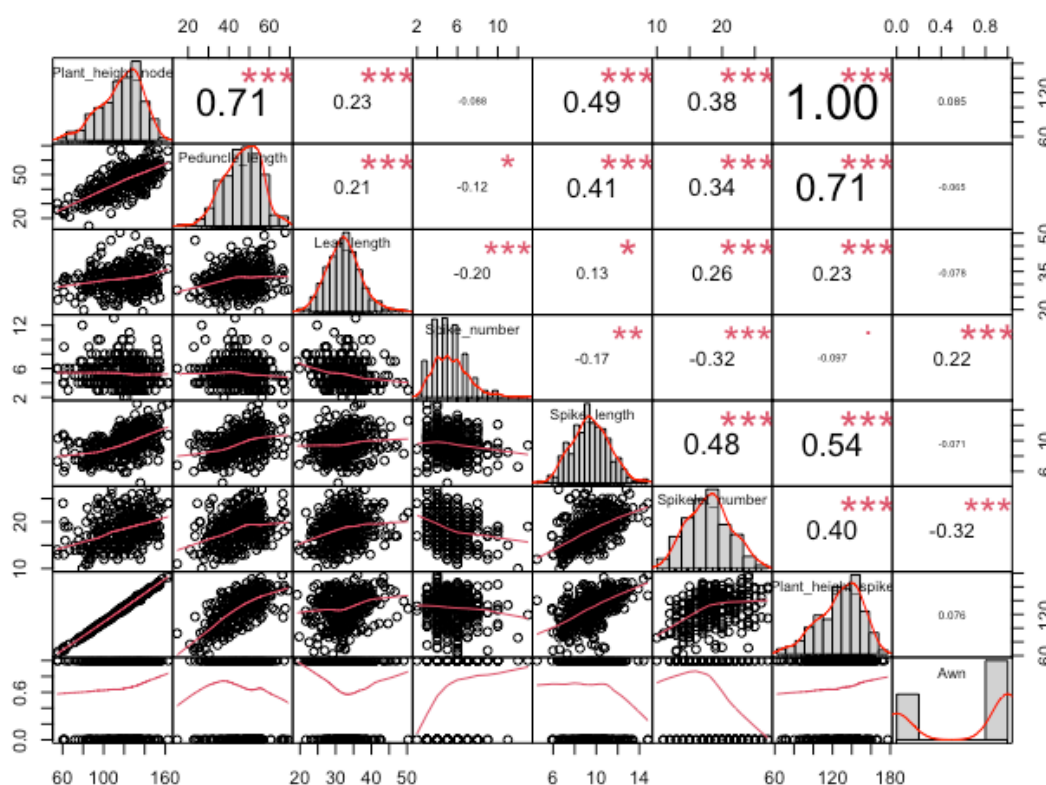 20 40 60 2 6 10 10 20 0.0 0.4 0.8
Plant_height_node *** 0.71 *** 0.23 -0.088 *** 0.49 *** 0.38 *** 1.00 0.085 60 120
20 50 Peduncle_length *** 0.21 * -0.12 *** 0.41 *** 0.34 *** 0.71 -0.065
Leaf_length *** -0.20 * 0.13 *** 0.26 *** 0.23 -0.078 20 35 50
2 6 12 Spike_number ** -0.17 *** -0.32 . -0.097 *** 0.22
Spike_length *** 0.48 *** 0.54 -0.071 6 10
10 20 Spikelet_number *** 0.40 *** -0.32
Plant_height_spike 0.076 60 120
0.0 0.6 Awn
60 100 160 20 30 40 50 6 10 14 60 120 180